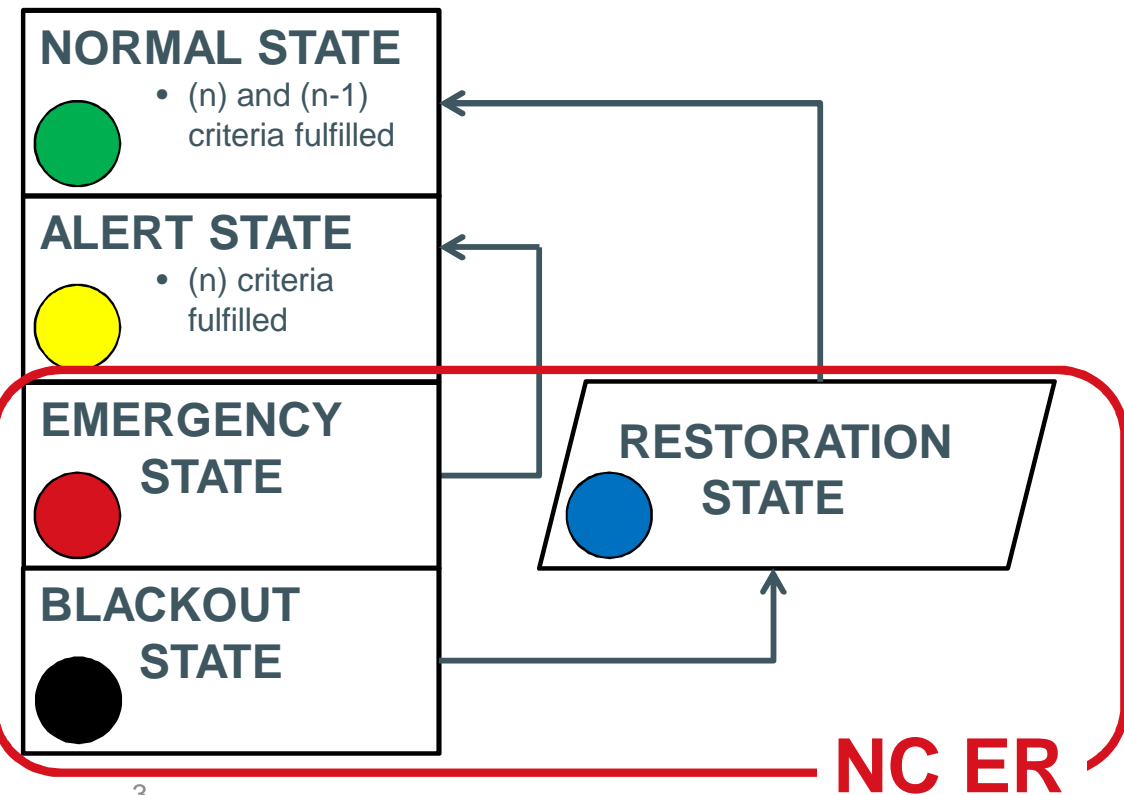 NORMAL STATE
• (n) and (n-1)
criteria fulfilled
ALERT STATE
• (n) criteria
fulfilled
EMERGENCY
STATE
RESTORATION
STATE
BLACKOUT
STATE
NC ER
3